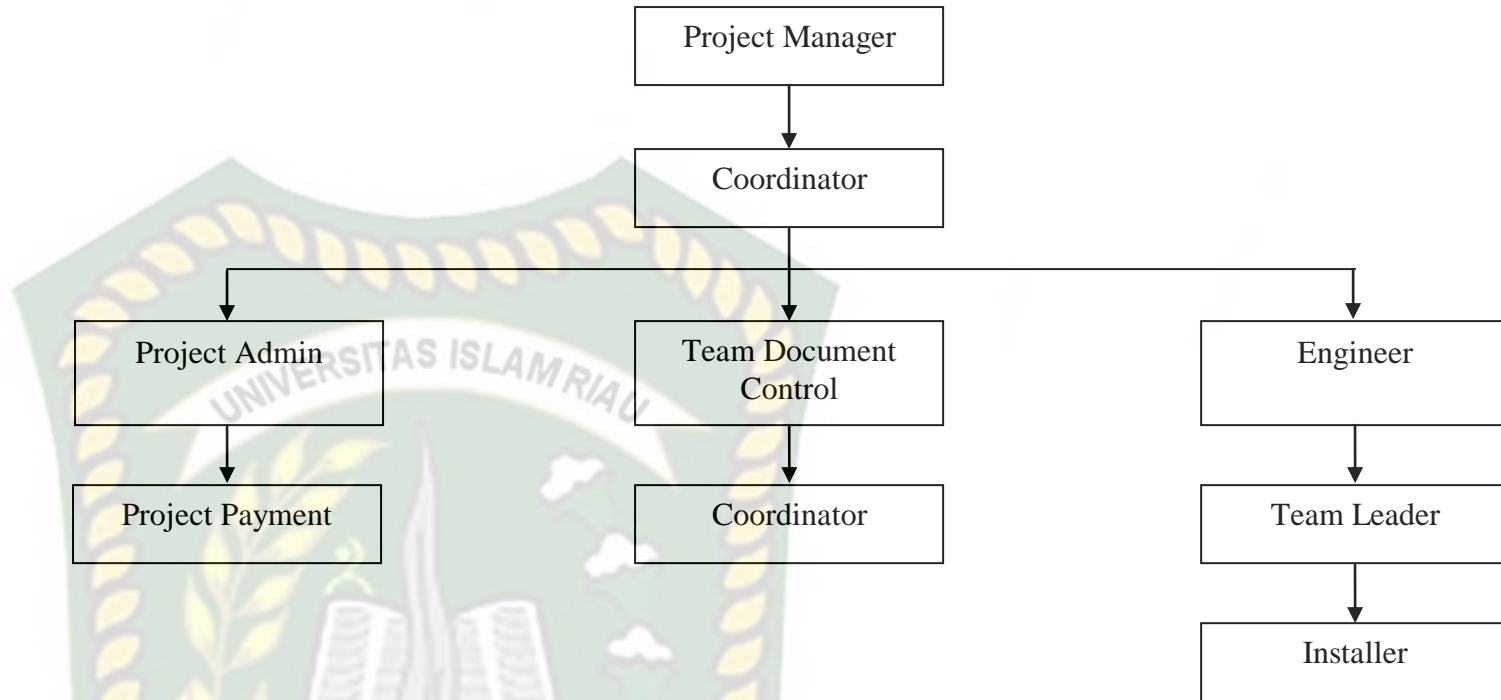 Project Manager
Coordinator
Project Admin
Team Document
Control
Engineer
UNIVERSITAS ISLAM RIAU
Project Payment
Coordinator
Team Leader
Installer